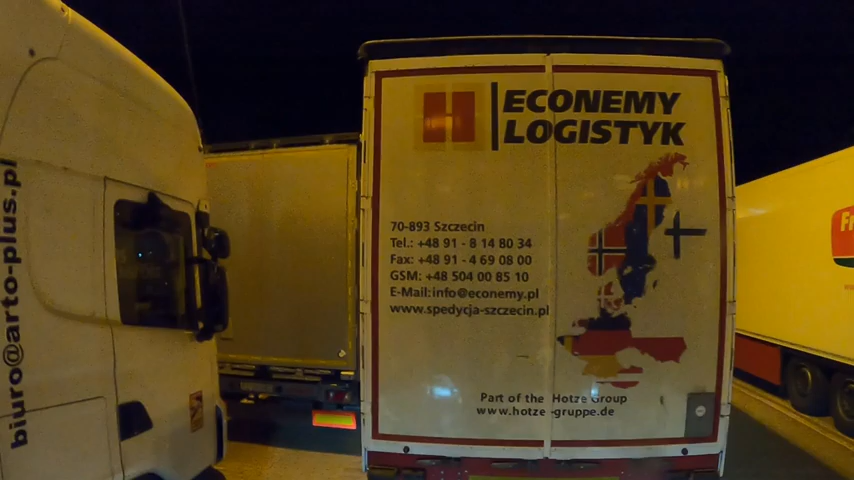 biuro@arto-plus.pl
ECONEMY
LOGISTYK
70-893 Szczecin
Tel.: +48 91 - 8 14 80 34
Fax: +48 91 - 4 69 08 00
GSM: +48 504 00 85 10
E-Mail: info@econemy.pl
www.spedycja-szczecin.pl
Part of the Hotze Group
www.hotze-gruppe.de